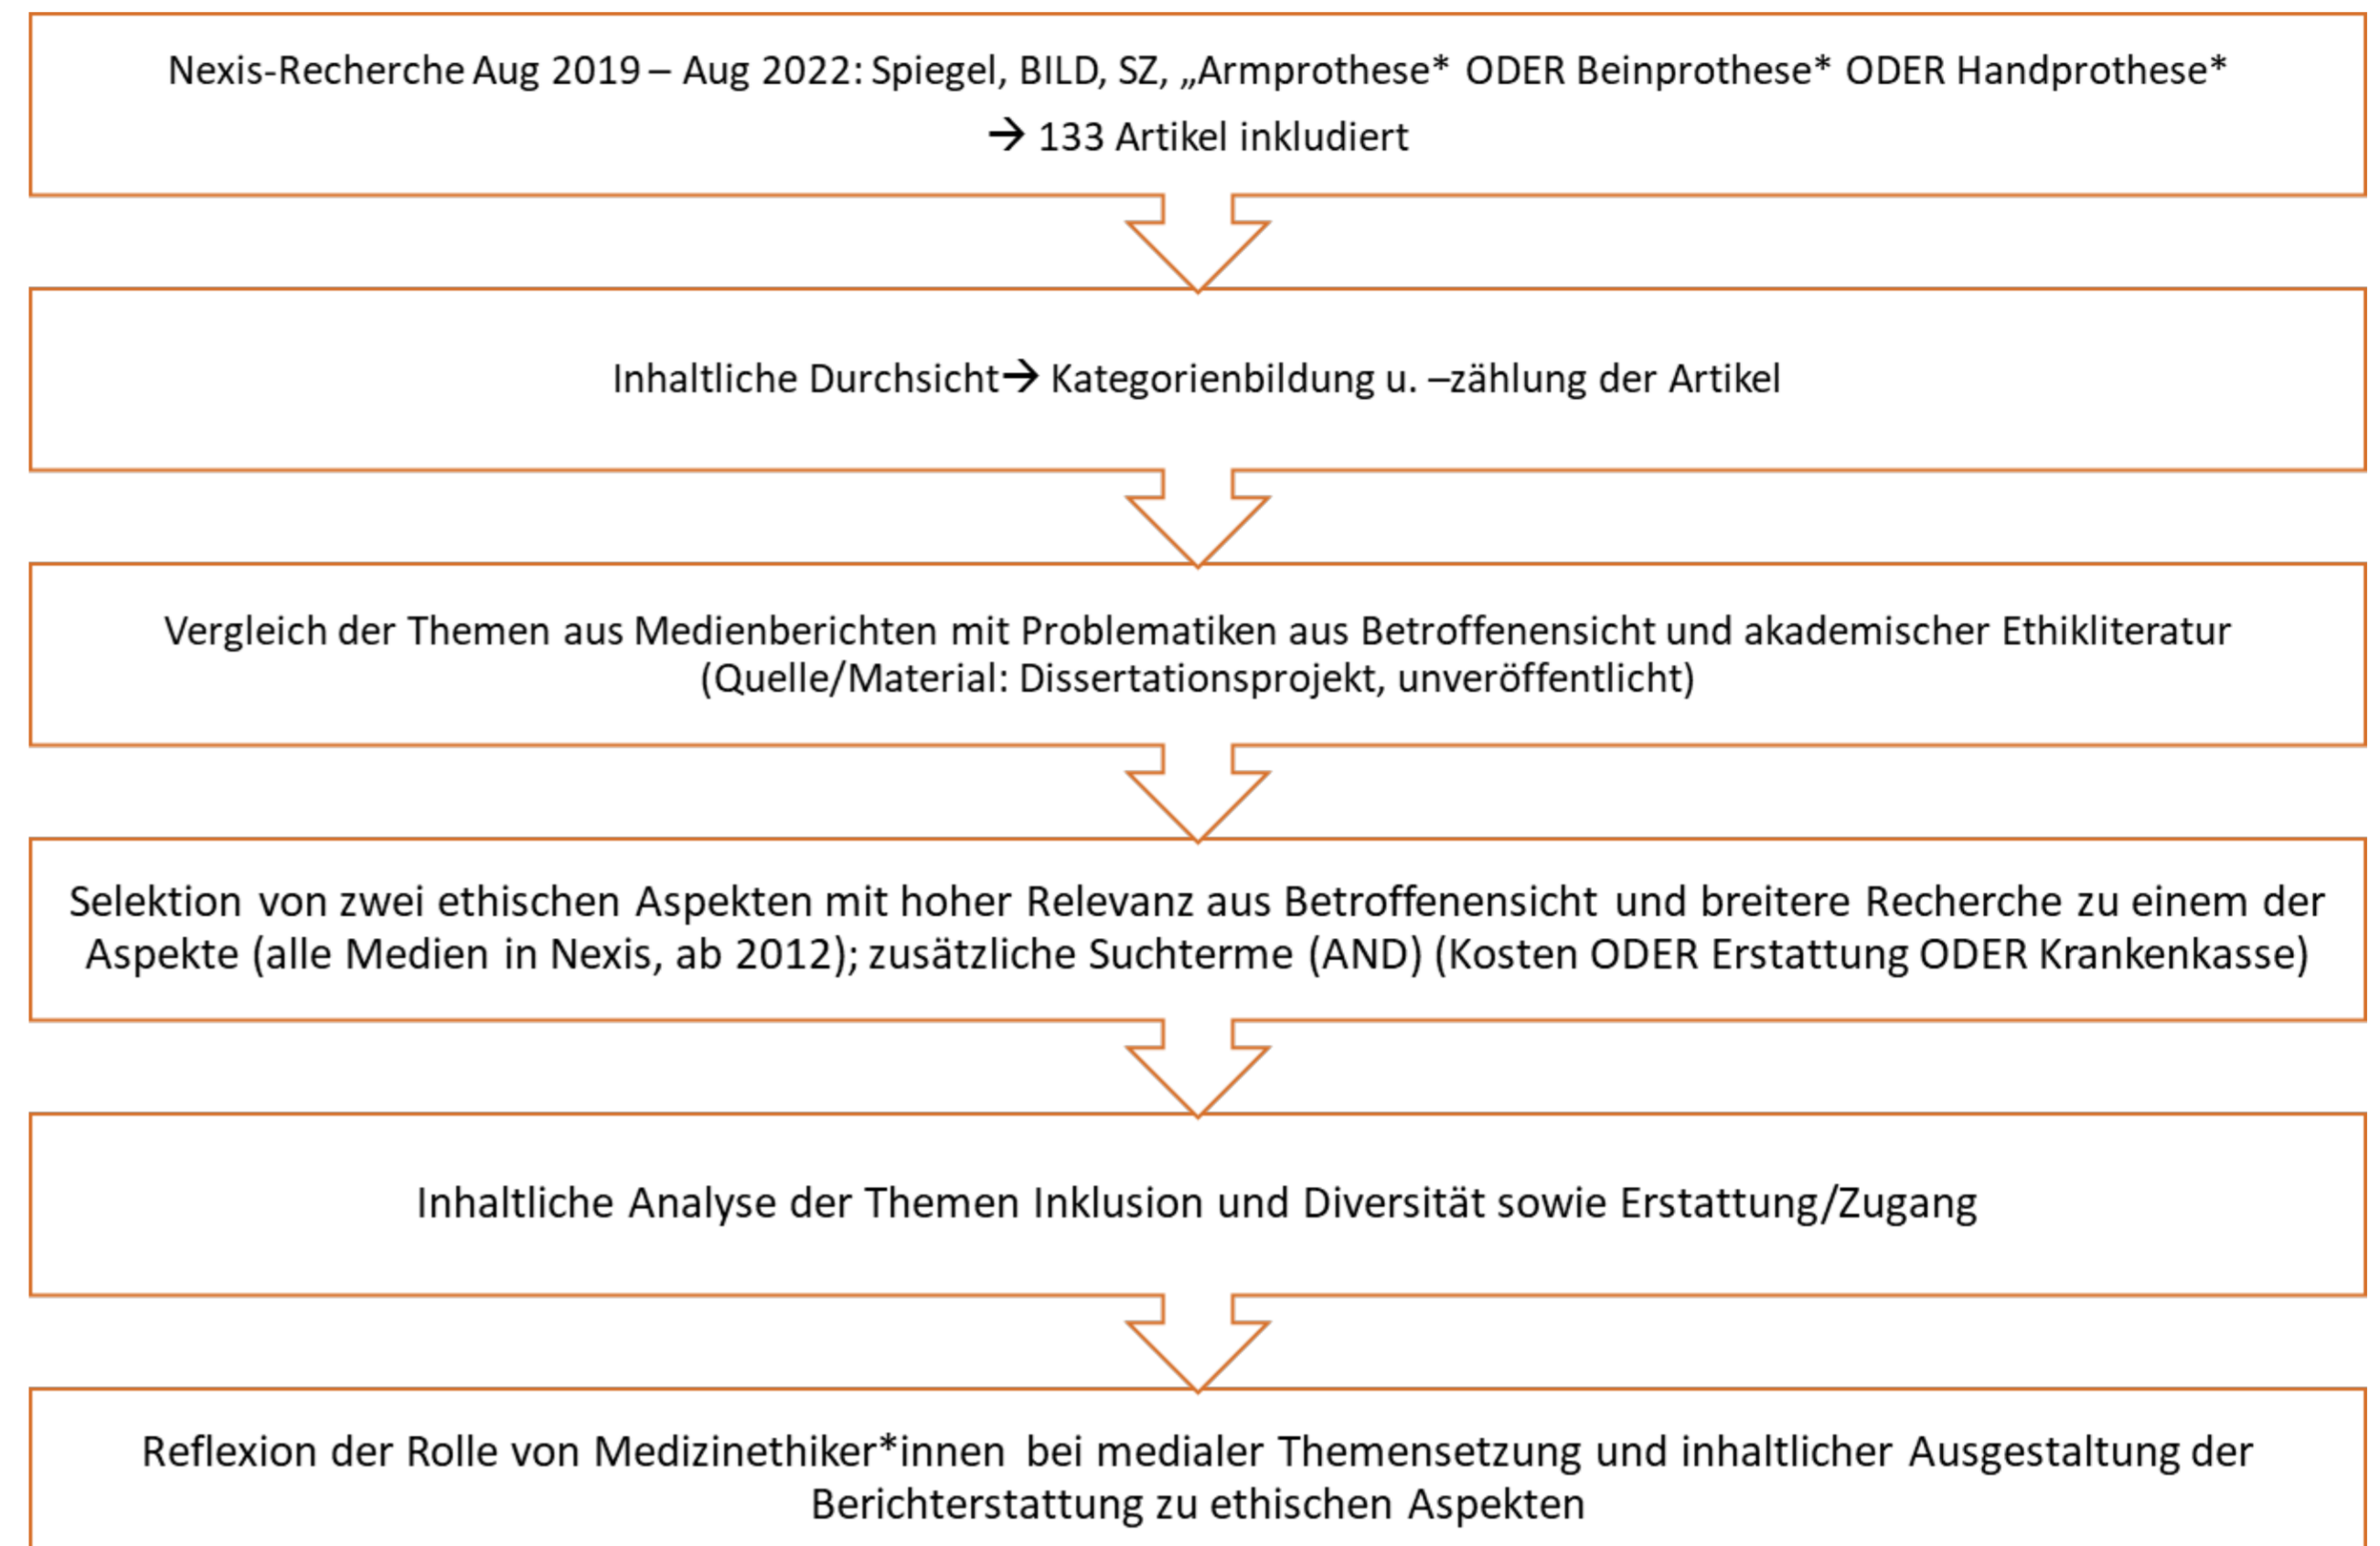 Nexis-Recherche Aug 2019 – Aug 2022: Spiegel, BILD, SZ, „Armprothese* ODER Beinprothese* ODER Handprothese*
→ 133 Artikel inkludiert
Inhaltliche Durchsicht→ Kategorienbildung u. –zählung der Artikel
Vergleich der Themen aus Medienberichten mit Problematiken aus Betroffenensicht und akademischer Ethikliteratur
(Quelle/Material: Dissertationsprojekt, unveröffentlicht)
Selektion von zwei ethischen Aspekten mit hoher Relevanz aus Betroffenensicht und breitere Recherche zu einem der
Aspekte (alle Medien in Nexis, ab 2012); zusätzliche Suchterme (AND) (Kosten ODER Erstattung ODER Krankenkasse)
Inhaltliche Analyse der Themen Inklusion und Diversität sowie Erstattung/Zugang
Reflexion der Rolle von Medizinethiker*innen bei medialer Themensetzung und inhaltlicher Ausgestaltung der
Berichterstattung zu ethischen Aspekten